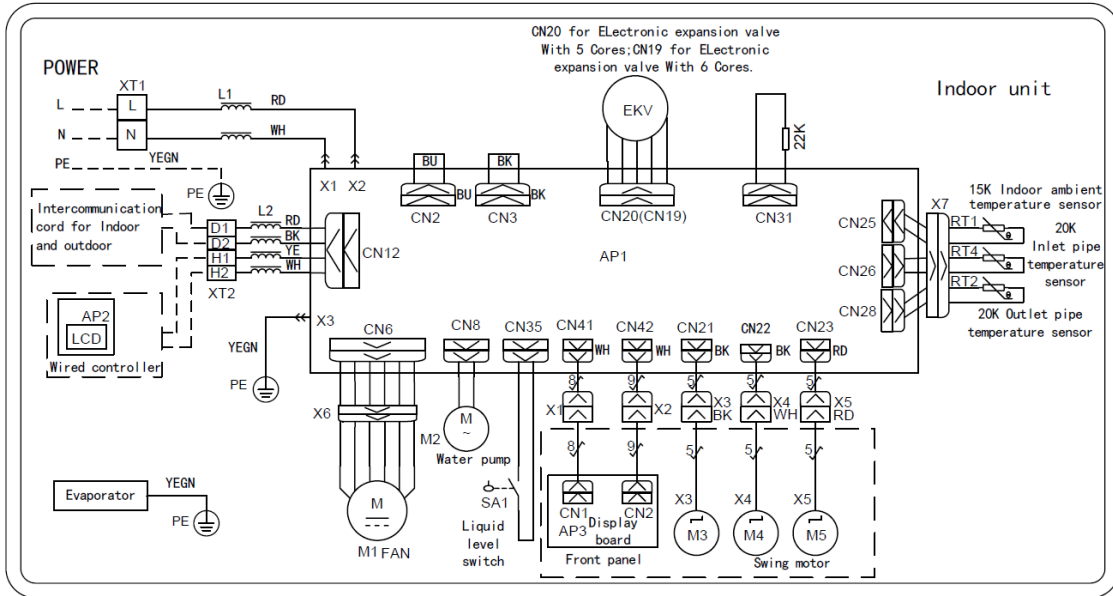 CN20 for ELectronic expansion valve
With 5 Cores;CN19 for ELectronic
expansion valve With 6 Cores.
POWER
Indoor unit
XT1
L
L
L1
RD
N
N
WH
PE
YEGN
PE
X1
X2
EKV
22K
BU
BU
CN2
BK
BK
CN3
CN20(CN19)
CN31
AP1
Intercommunication
cord for Indoor
and outdoor
D1
D2
H1
H2
XT2
L2
RD
BK
YE
WH
CN12
CN25
CN26
CN28
X7
15K Indoor ambient
temperature sensor
RT1
20K
Inlet pipe
temperature
sensor
RT4
RT2
20K Outlet pipe
temperature sensor
AP2
LCD
Wired controller
X3
YEGN
PE
CN6
CN8
CN35
CN41
WH
CN42
WH
CN21
BK
CN22
BK
CN23
RD
8
9
5
5
5
X6
X1
X2
X3
BK
X4
WH
X5
RD
M
~
M2
Water pump
8
9
5
5
5
SA1
Liquid
level
switch
M
M1 FAN
CN1
CN2
AP3
Display
board
Front panel
X3
M3
X4
M4
X5
M5
Swing motor
Evaporator
YEGN
PE